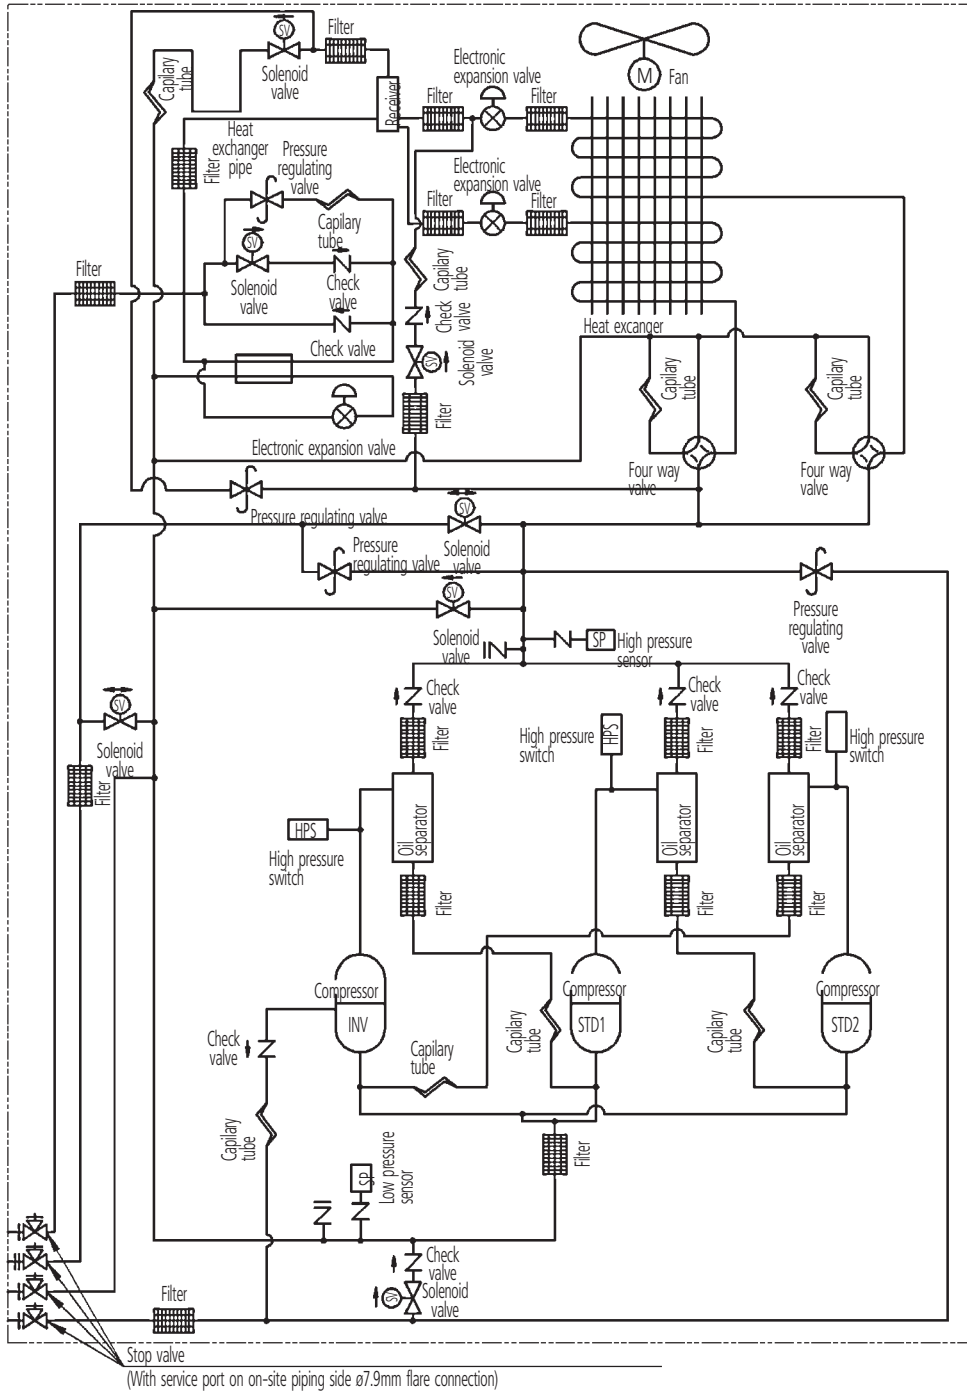 SV
Solenoid
valve
Filter
Capilary
tube
Receiver
Electronic
expansion valve
Filter
Filter
M
Fan
Filter
Heat
exchanger
pipe
Pressure
regulating
valve
Capilary
tube
Electronic
expansion valve
Filter
Filter
SV
Solenoid
valve
Check
valve
Filter
Capilary
tube
Check
valve
SV
Solenoid
valve
Filter
Check valve
Heat excanger
Capilary
tube
Capilary
tube
Electronic expansion valve
Four way
valve
Four way
valve
Pressure regulating valve
SV
Solenoid
valve
Pressure
regulating valve
SV
Solenoid
valve
SP
High pressure
sensor
Pressure
regulating
valve
SV
Solenoid
valve
Filter
Check
valve
Check
valve
Check
valve
Filter
Filter
Filter
High pressure
switch
HPS
High pressure
switch
HPS
High pressure
switch
Oil
separator
Oil
separator
Oil
separator
Filter
Filter
Filter
Compressor
INV
Compressor
STD1
Compressor
STD2
Check
valve
Capilary
tube
Capilary
tube
Capilary
tube
Capilary
tube
Filter
SP
Low pressure
sensor
Check
valve
SV
Solenoid
valve
Filter
Stop valve
(With service port on on-site piping side ø7.9mm flare connection)